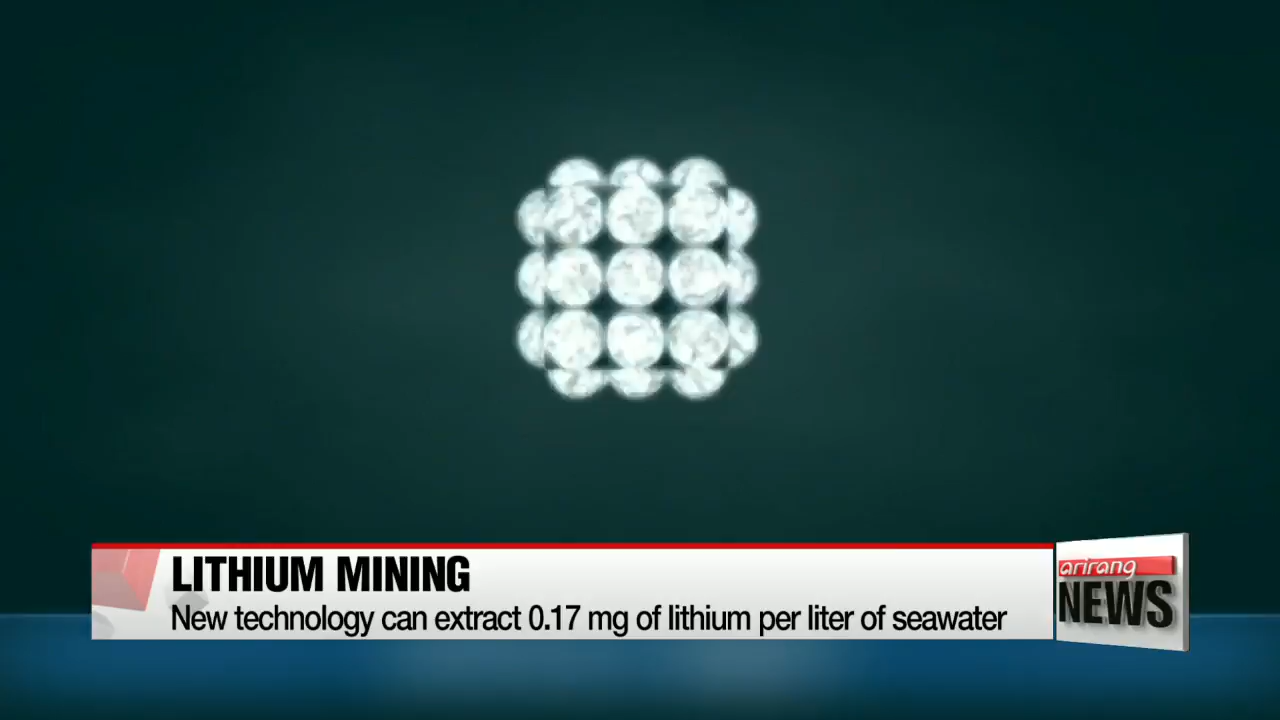 LITHIUM MINING
New technology can extract 0.17 mg of lithium per liter of seawater
arirang
NEWS